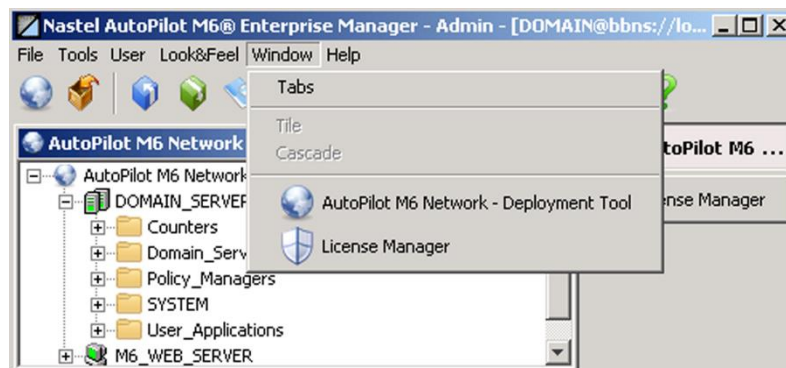 Nastel AutoPilot M6® Enterprise Manager - Admin - [DOMAIN@bbns://lo...
File Tools User Look&Feel Window Help
Tabs
Tile
Cascade
AutoPilot M6 Network - Deployment Tool
License Manager
AutoPilot M6 Network
AutoPilot M6 Network
DOMAIN_SERVER
Counters
Domain_Serv
Policy_Managers
SYSTEM
User_Applications
M6_WEB_SERVER
toPilot M6 ...
nse Manager